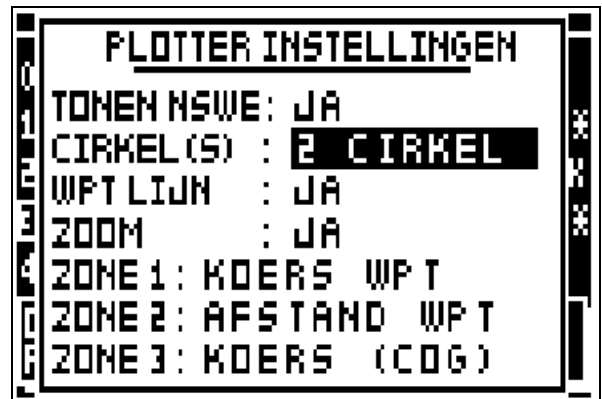 PLOTTER INSTELLINGEN
TONEN NSWE: JA
CIRKEL(S) : 2 CIRKEL
WPT LIJN : JA
ZOOM : JA
ZONE 1: KOERS WPT
ZONE 2: AFSTAND WPT
ZONE 3: KOERS (COG)